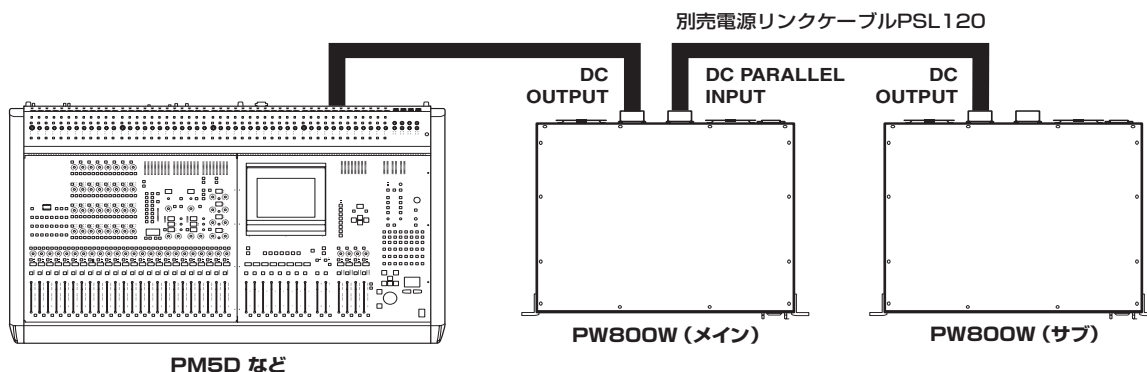 別売電源リンクケーブルPSL120
DC
OUTPUT
DC PARALLEL
INPUT
DC
OUTPUT
PW800W（メイン）
PW800W（サブ）
PM5D など